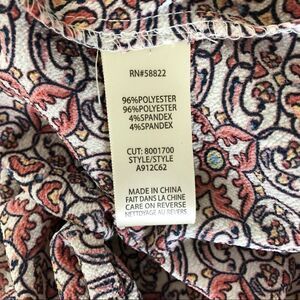 RN#58822
96%POLYESTER
96%POLYESTER
4%SPANDEX
4%SPANDEX
CUT: 8001700
STYLE/STYLE
A912C62
MADE IN CHINA
FAIT DANS LA CHINE
CARE ON REVERSE
NETTOYAGE AU REVERS